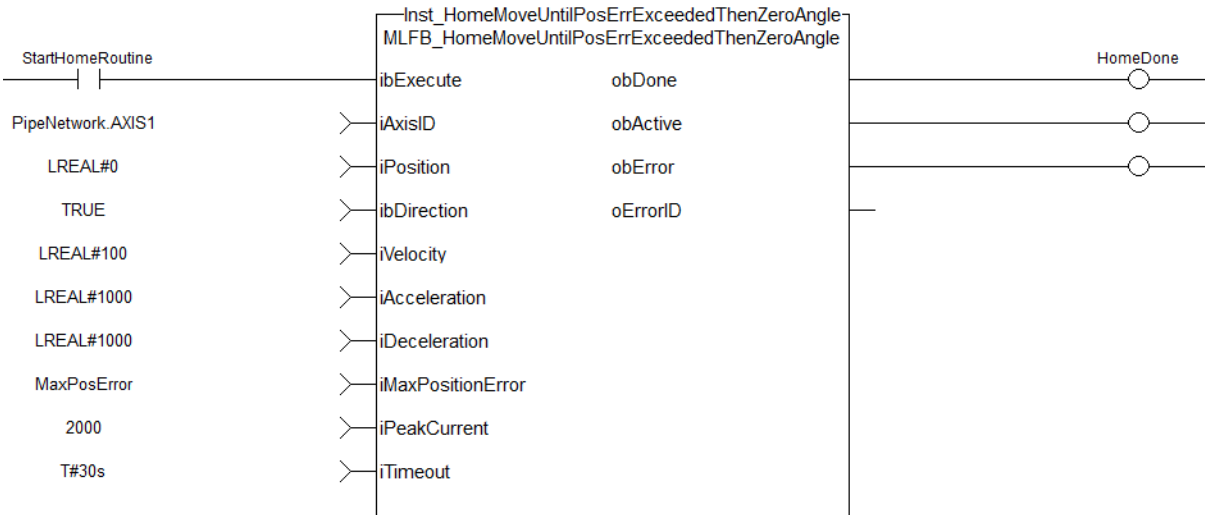 Inst_HomeMoveUntilPosErrExceededThenZeroAngle
MLFB_HomeMoveUntilPosErrExceededThenZeroAngle
StartHomeRoutine
HomeDone
ibExecute obDone
PipeNetwork.AXIS1 iAxisID obActive
LREAL#0 iPosition obError
TRUE ibDirection oErrorID
LREAL#100 iVelocity
LREAL#1000 iAcceleration
LREAL#1000 iDeceleration
MaxPosError iMaxPositionError
2000 iPeakCurrent
T#30s iTimeout